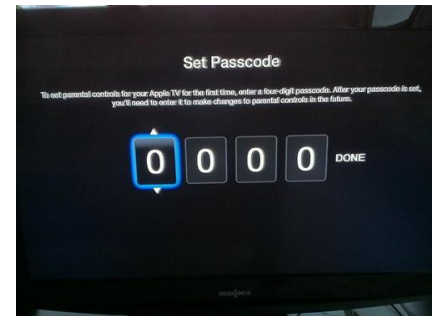 Set Passcode
To set parental controls for your Apple TV for the first time, enter a four-digit passcode. After your passcode is set,
you'll need to enter it to make changes to parental controls in the future.
0 0 0 0 DONE
INSIGNIA